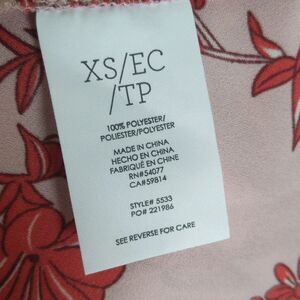 XS/EC
/TP
100% POLYESTER/
POLIESTER/POLYESTER
MADE IN CHINA
HECHO EN CHINA
FABRIQUÉ EN CHINE
RN#54077
CA#59814
STYLE# 5533
PO# 221986
SEE REVERSE FOR CARE